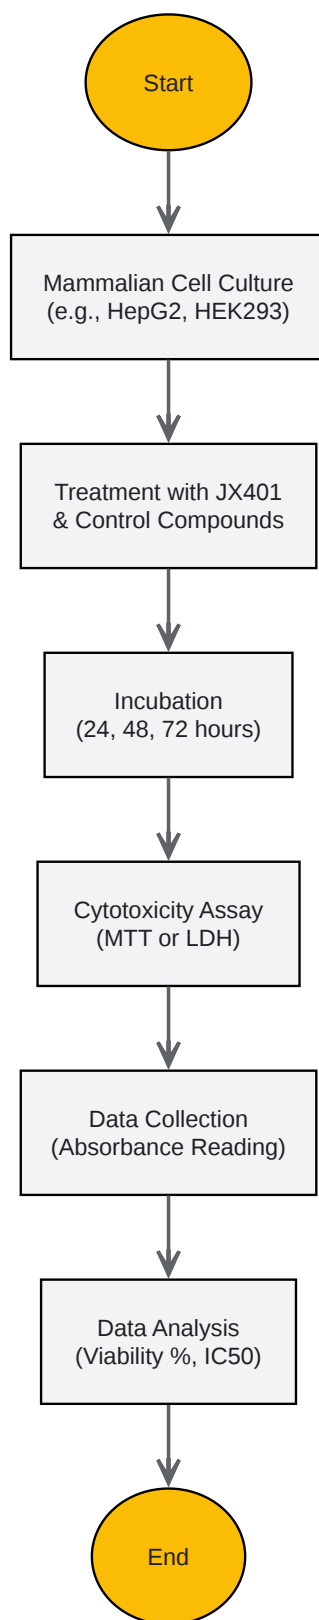 Start
Mammalian Cell Culture
(e.g., HepG2, HEK293)
Treatment with JX401
& Control Compounds
Incubation
(24, 48, 72 hours)
Cytotoxicity Assay
(MTT or LDH)
Data Collection
(Absorbance Reading)
Data Analysis
(Viability %, IC50)
End